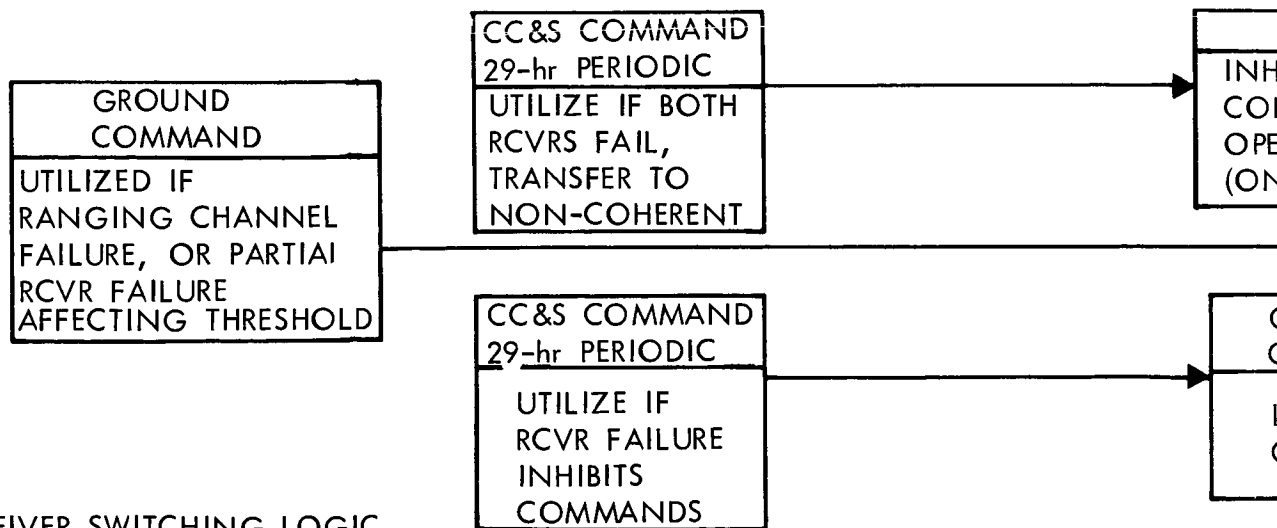 GROUND
COMMAND
UTILIZED IF
RANGING CHANNEL
FAILURE, OR PARTIAL
RCVR FAILURE
AFFECTING THRESHOLD
CC&S COMMAND
29-hr PERIODIC
UTILIZE IF BOTH
RCVRS FAIL,
TRANSFER TO
NON-COHERENT
CC&S COMMAND
29-hr PERIODIC
UTILIZE IF
RCVR FAILURE
INHIBITS
COMMANDS
SWITCHING LOGIC